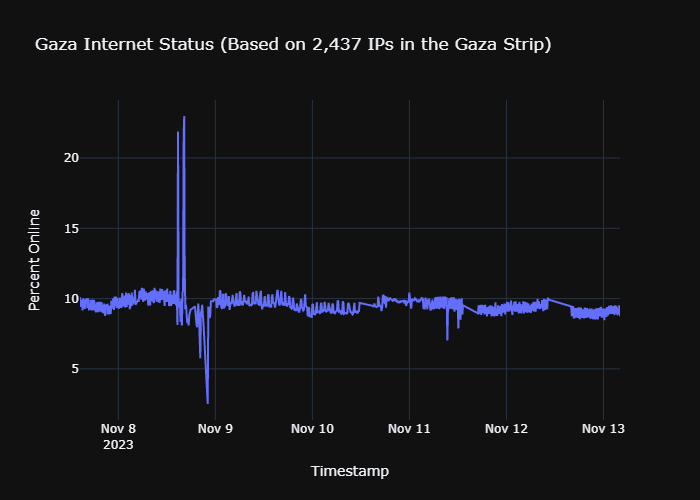 Gaza Internet Status (Based on 2,437 IPs in the Gaza Strip)
Percent Online
20
15
10
5
Nov 8
2023
Nov 9
Nov 10
Nov 11
Nov 12
Nov 13
Timestamp